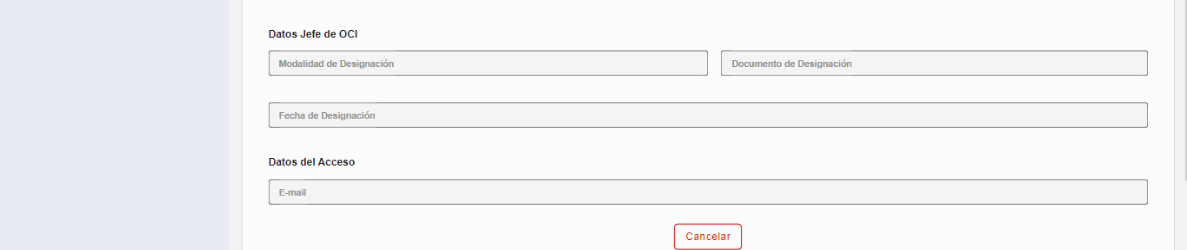 Datos Jefe de OCI
Modalidad de Designación
Documento de Designación
Fecha de Designación
Datos del Acceso
E-mail
Cancelar